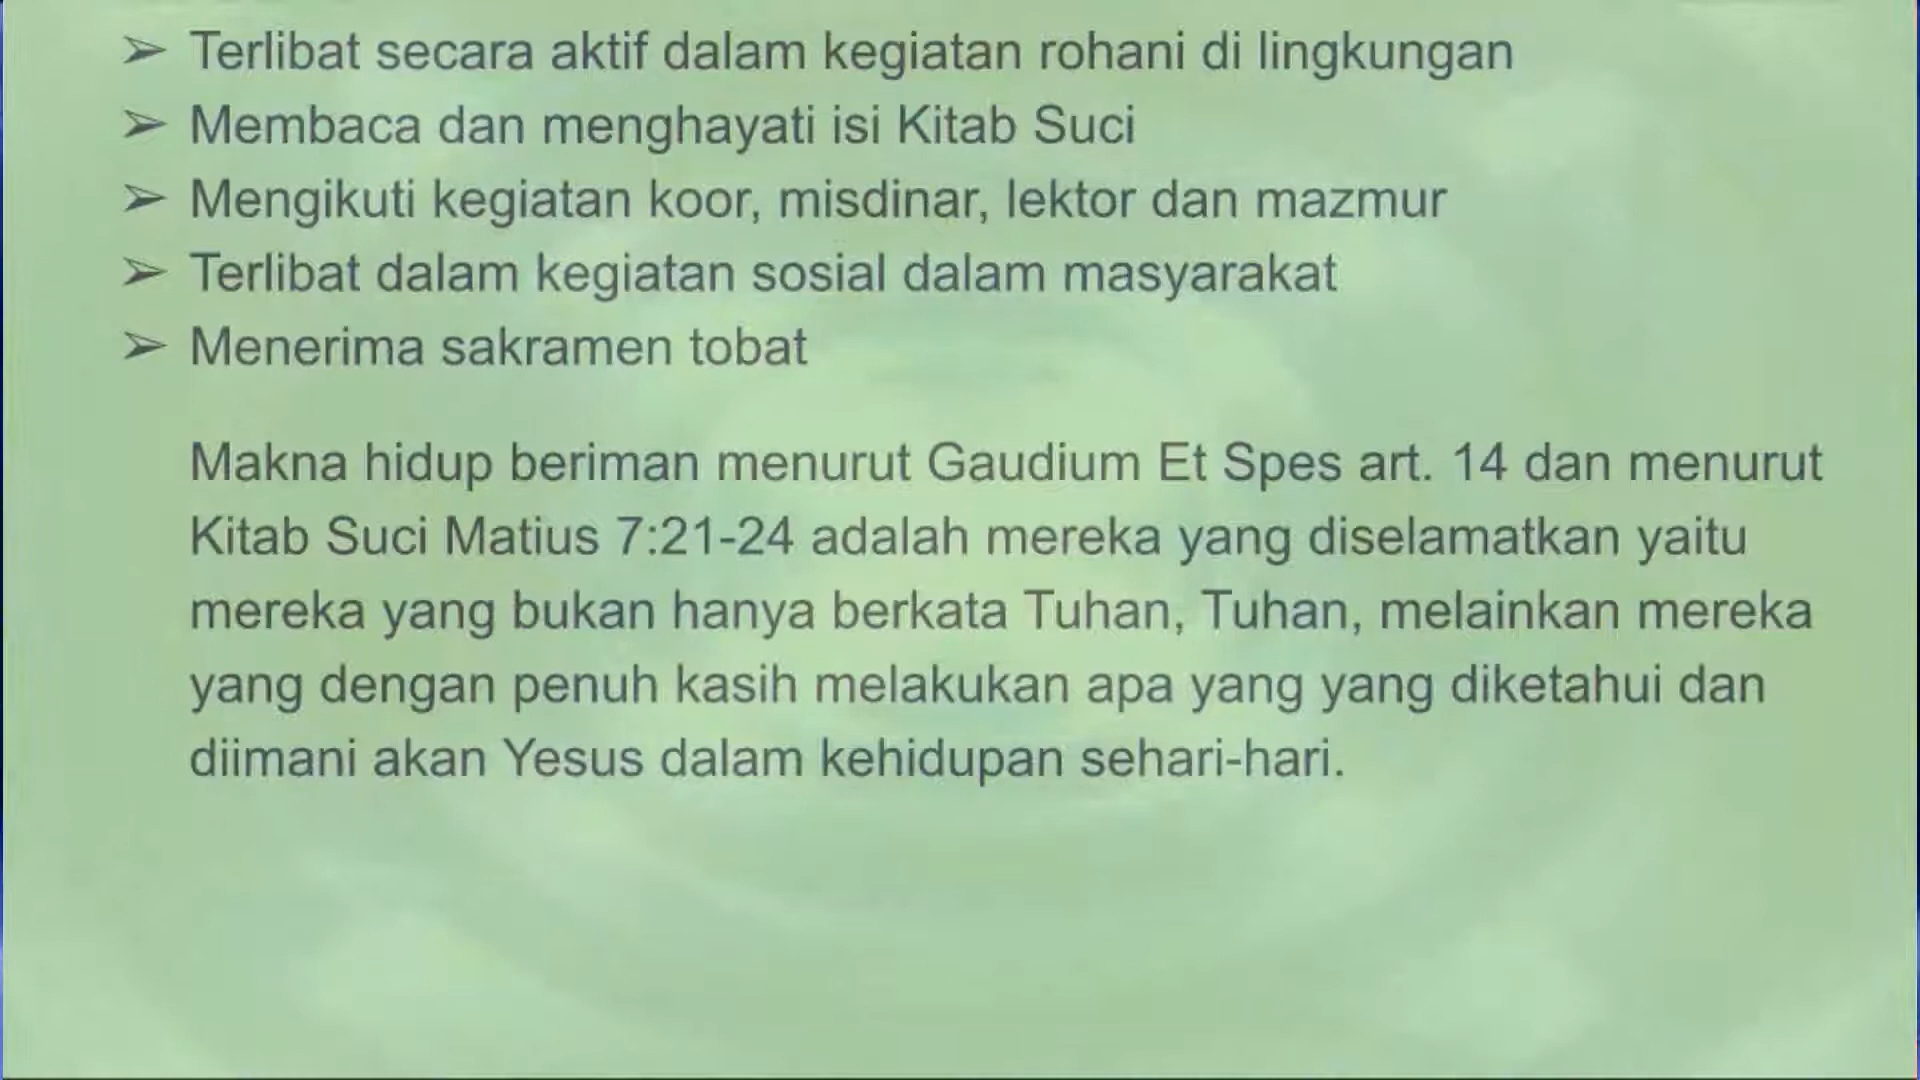 ➢ Terlibat secara aktif dalam kegiatan rohani di lingkungan
➢ Membaca dan menghayati isi Kitab Suci
➢ Mengikuti kegiatan koor, misdinar, lektor dan mazmur
➢ Terlibat dalam kegiatan sosial dalam masyarakat
➢ Menerima sakramen tobat
Makna hidup beriman menurut Gaudium Et Spes art. 14 dan menurut
Kitab Suci Matius 7:21-24 adalah mereka yang diselamatkan yaitu
mereka yang bukan hanya berkata Tuhan, Tuhan, melainkan mereka
yang dengan penuh kasih melakukan apa yang yang diketahui dan
diimani akan Yesus dalam kehidupan sehari-hari.